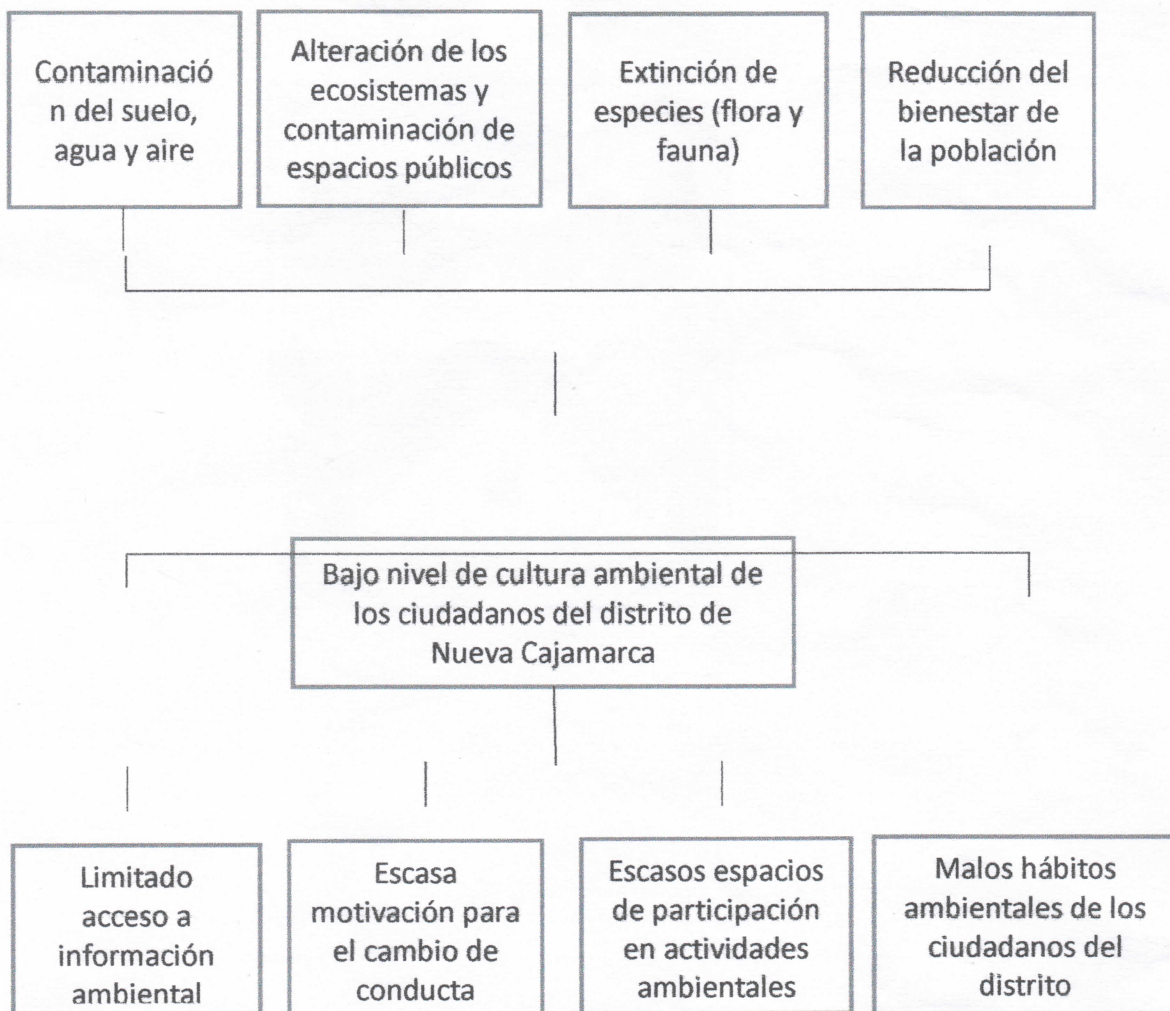 Contaminació
n del suelo,
agua y aire
Alteración de los
ecosistemas y
contaminación de
espacios públicos
Extinción de
especies (flora y
fauna)
Reducción del
bienestar de
la población
Bajo nivel de cultura ambiental de
los ciudadanos del distrito de
Nueva Cajamarca
Limitado
acceso a
información
ambiental
Escasa
motivación para
el cambio de
conducta
Escasos espacios
de participación
en actividades
ambientales
Malos hábitos
ambientales de los
ciudadanos del
distrito